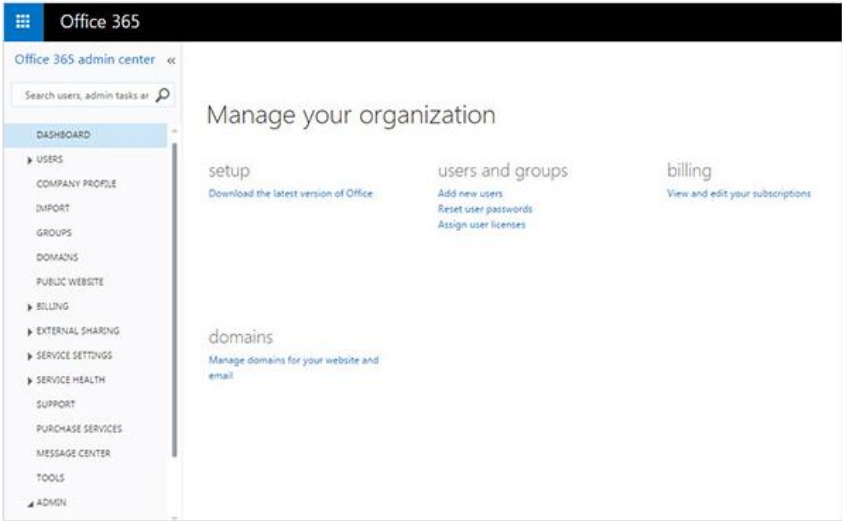 Office 365
Office 365 admin center «
Search users, admin tasks ar
DASHBOARD
USERS
COMPANY PROFILE
IMPORT
GROUPS
DOMAINS
PUBLIC WEBSITE
BILLING
EXTERNAL SHARING
SERVICE SETTINGS
SERVICE HEALTH
SUPPORT
PURCHASE SERVICES
MESSAGE CENTER
TOOLS
ADMIN
Manage your organization
setup
Download the latest version of Office
users and groups
Add new users
Reset user passwords
Assign user licenses
billing
View and edit your subscriptions
domains
Manage domains for your website and
email